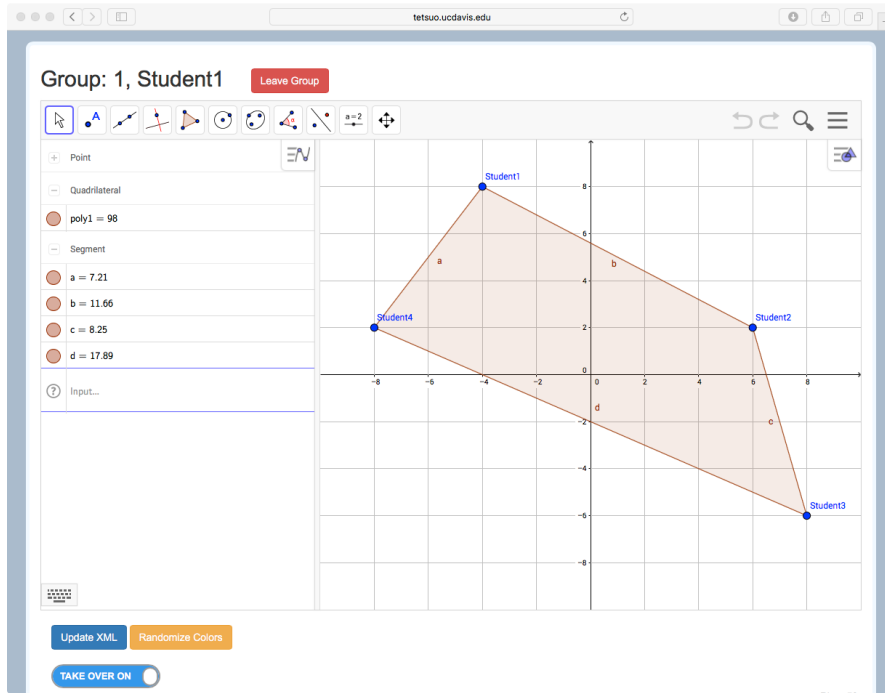 tetsuo.ucdavis.edu
Group: 1, Student1
Leave Group
A
α
a=2
Point
Quadrilateral
poly1 = 98
Segment
a = 7.21
b = 11.66
c = 8.25
d = 17.89
? Input...
Student1
8
6
b
a
4
Student4
2
Student2
0
-8 -6 -4 -2 0 2 4 6 8
d
-2
c
-4
-6
Student3
-8
Update XML
Randomize Colors
TAKE OVER ON